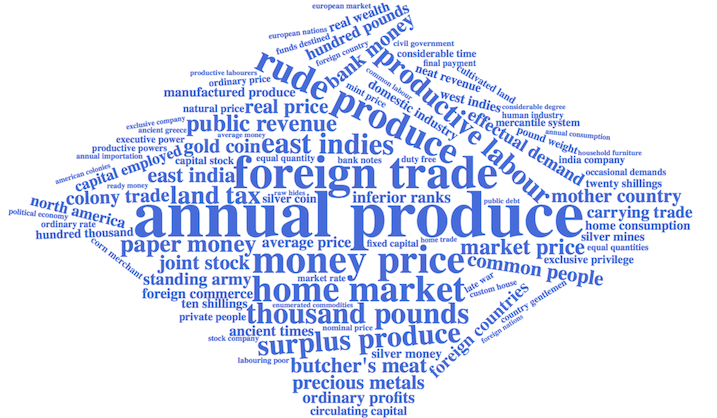 european market
european nations
real wealth
funds destined
hundred pounds
foreign country
bank money
civil government
considerable time
final payment
neat revenue
cultivated land
productive labourers
ordinary price
manufactured produce
rude produce
productive labour
common labour
mint price
domestic industry
west indies
considerable degree
human industry
mercantile system
natural price
real price
exclusive company
ancient greece
public revenue
effectual demand
pound weight
annual consumption
executive power
average money
productive powers
gold coin
east indies
household furniture
annual importation
capital stock
equal quantity
bank notes
duty free
india company
american colonies
capital employed
ready money
east india
foreign trade
occasional demands
twenty shillings
north america
colony trade
land tax
raw hides
silver coin
inferior ranks
public debt
mother country
political economy
ordinary rate
annual produce
carrying trade
home consumption
hundred thousand
silver mines
corn merchant
paper money
average price
fixed capital
home trade
market price
equal quantities
exclusive privilege
joint stock
money price
common people
standing army
market rate
late war
custom house
foreign commerce
home market
country gentlemen
ten shillings
enumerated commodities
private people
thousand pounds
foreign countries
foreign nations
ancient times
nominal price
stock company
surplus produce
silver money
labouring poor
butcher's meat
precious metals
ordinary profits
circulating capital